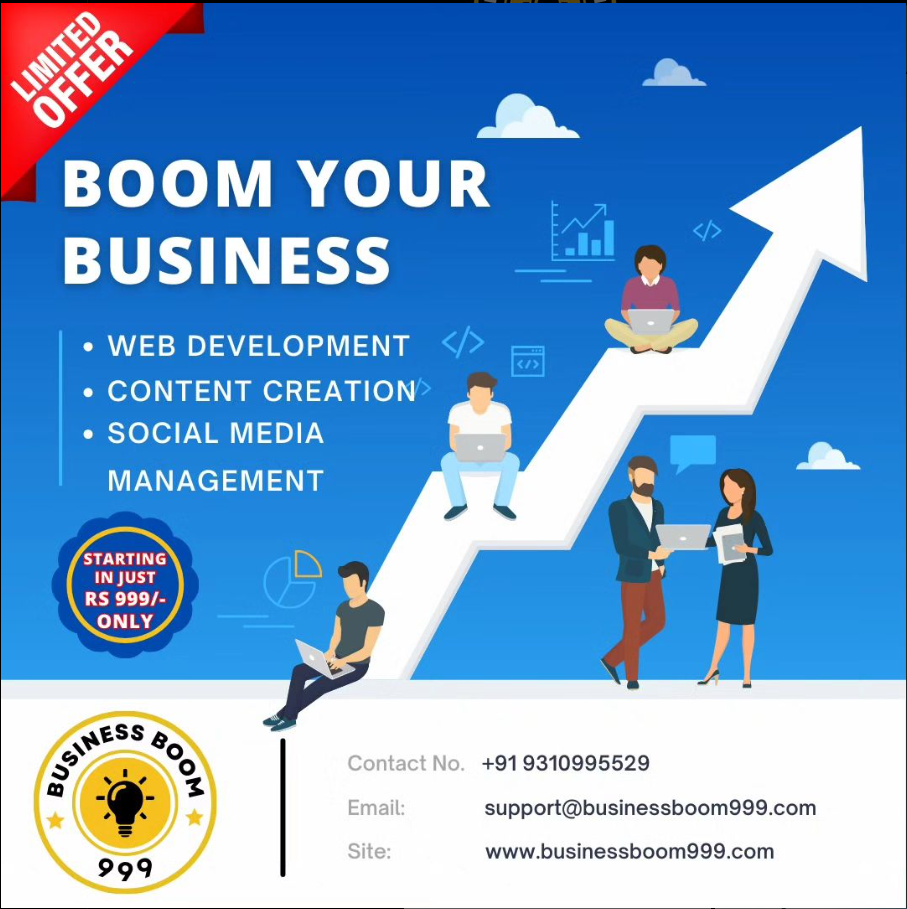 LIMITED
OFFER
BOOM YOUR
BUSINESS
• WEB DEVELOPMENT
• CONTENT CREATION
• SOCIAL MEDIA
MANAGEMENT
</>
</>
</>
</>
STARTING
IN JUST
RS 999/-
ONLY
BUSINESS BOOM
999
Contact No. +91 9310995529
Email: support@businessboom999.com
Site: www.businessboom999.com